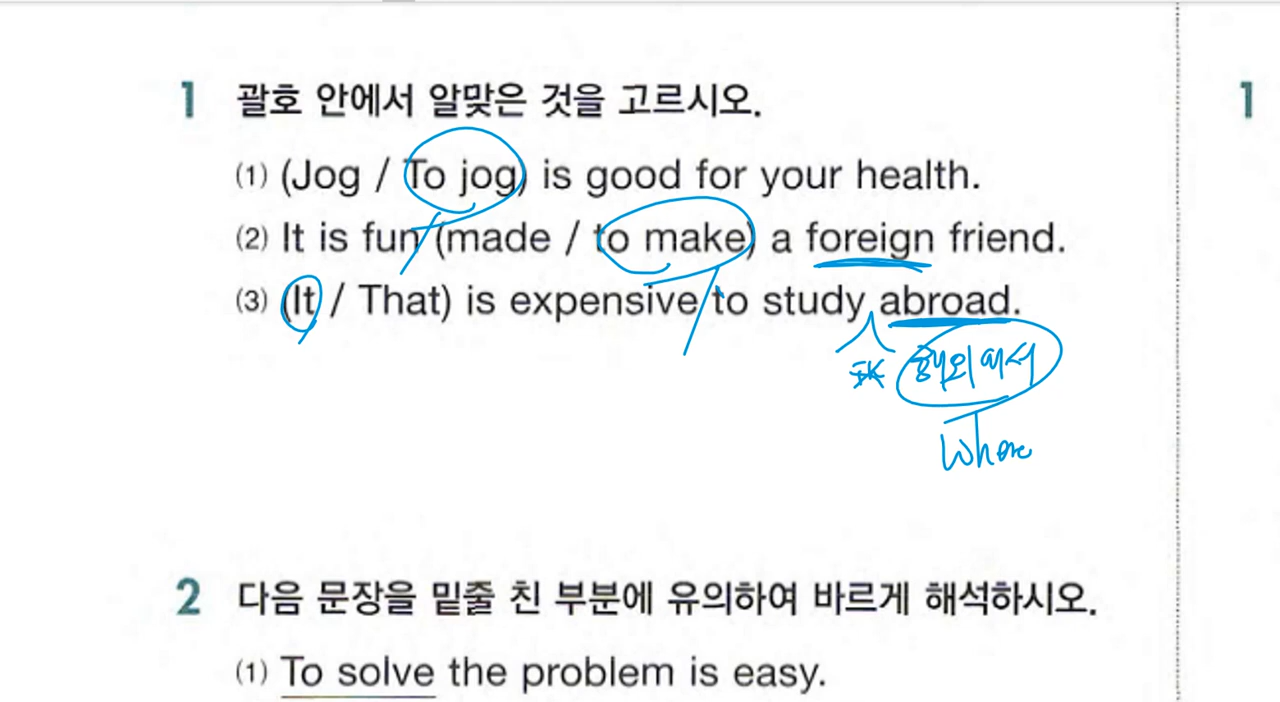 1 괄호 안에서 알맞은 것을 고르시오.
1
(1) (Jog / To jog) is good for your health.
(2) It is fun (made / to make) a foreign friend.
(3) (It / That) is expensive to study abroad.
해외에서
where
2 다음 문장을 밑줄 친 부분에 유의하여 바르게 해석하시오.
(1) To solve the problem is easy.